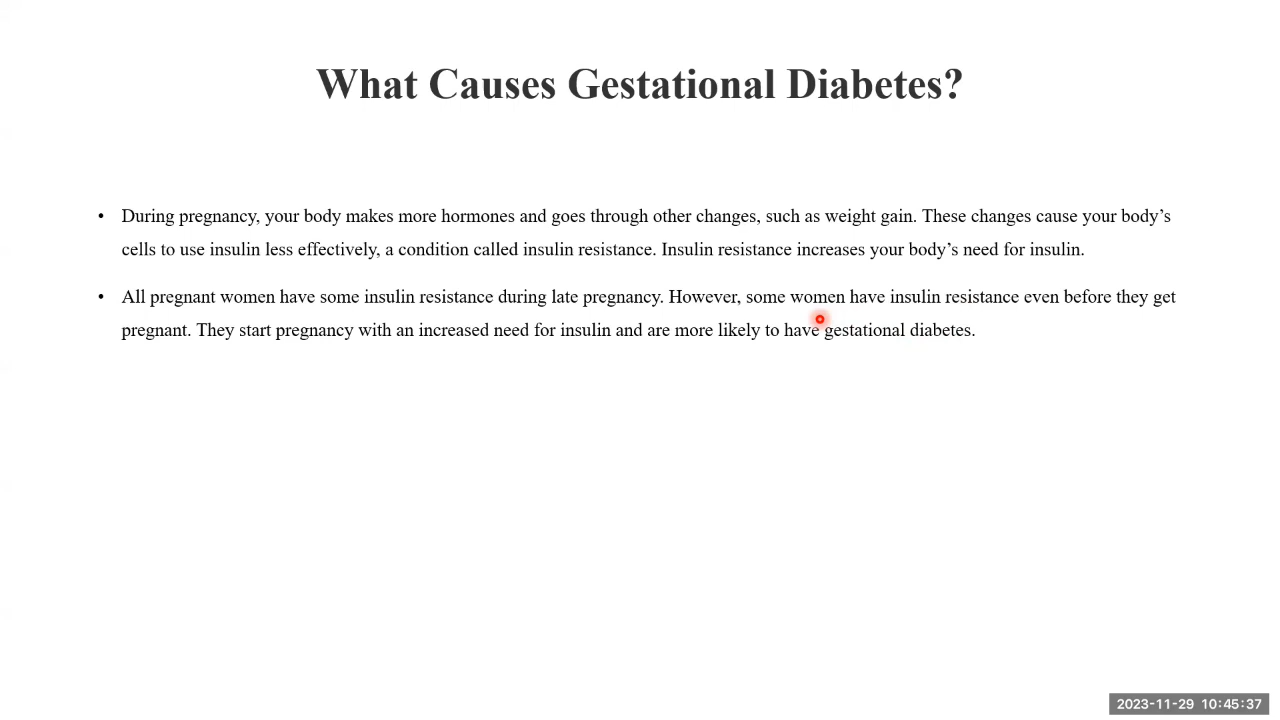 What Causes Gestational Diabetes?
• During pregnancy, your body makes more hormones and goes through other changes, such as weight gain. These changes cause your body’s
cells to use insulin less effectively, a condition called insulin resistance. Insulin resistance increases your body’s need for insulin.
• All pregnant women have some insulin resistance during late pregnancy. However, some women have insulin resistance even before they get
pregnant. They start pregnancy with an increased need for insulin and are more likely to have gestational diabetes.
2023-11-29 10:45:37